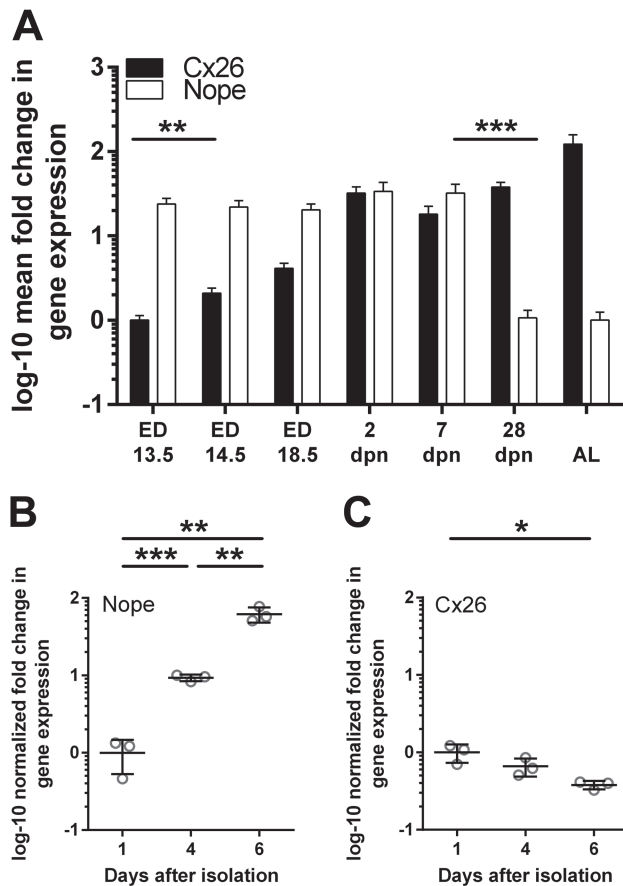 A
log-10 mean fold change in
gene expression
Cx26
Nope
**
***
3
2
1
0
-1
ED
13.5
ED
14.5
ED
18.5
2
dpn
7
dpn
28
dpn
AL
B
log-10 normalized fold change in
gene expression
**
***
**
Nope
2
1
0
-1
1
4
6
Days after isolation
C
log-10 normalized fold change in
gene expression
*
Cx26
2
1
0
-1
1
4
6
Days after isolation